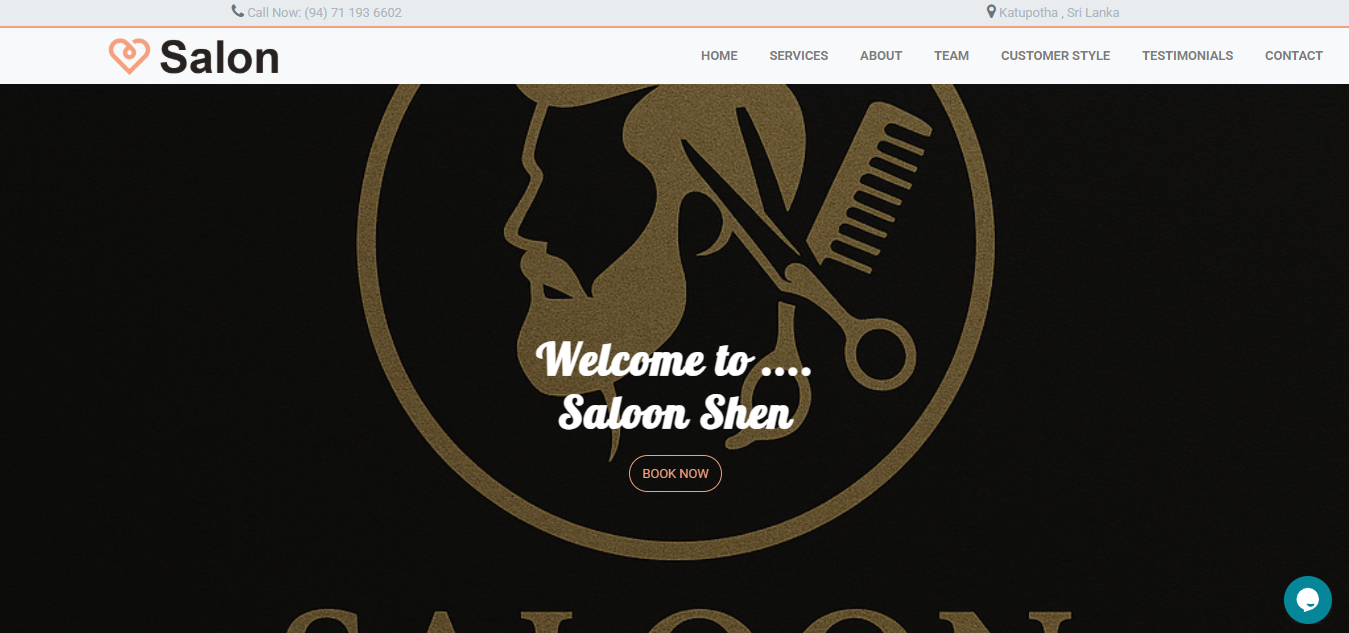 Call Now: (94) 71 193 6602
Katupotha , Sri Lanka
Salon
HOME SERVICES ABOUT TEAM CUSTOMER STYLE TESTIMONIALS CONTACT
Welcome to ....
Saloon Shen
BOOK NOW
SALOON